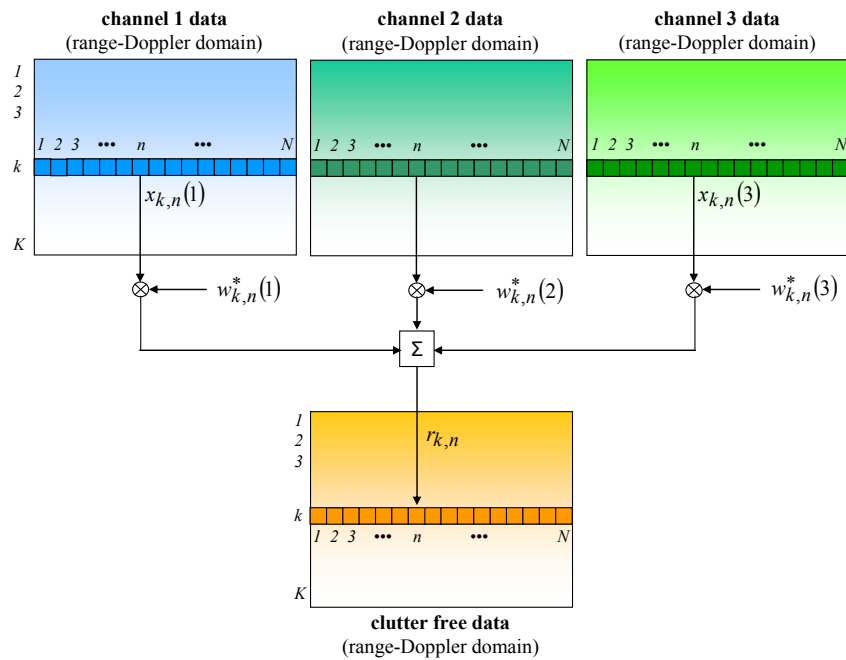 channel 1 data
(range-Doppler domain)
channel 2 data
(range-Doppler domain)
channel 3 data
(range-Doppler domain)
1
2
3
k
K
1 2 3 ••• n ••• N
1 2 3 ••• n ••• N
1 2 3 ••• n ••• N
x_{k,n}(1)
x_{k,n}(3)
⊗
w^*_{k,n}(1)
⊗
w^*_{k,n}(2)
⊗
w^*_{k,n}(3)
Σ
1
2
3
r_{k,n}
k
1 2 3 ••• n ••• N
K
clutter free data
(range-Doppler domain)